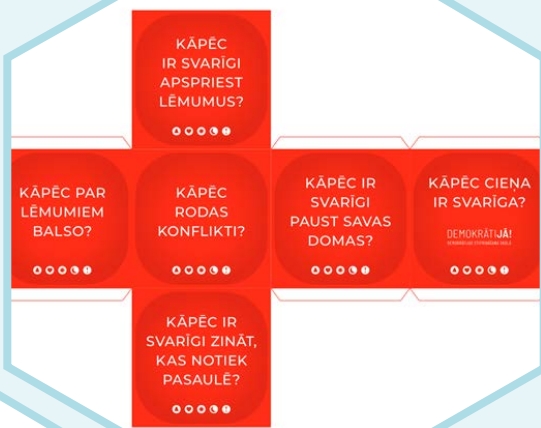 KĀPĒC
IR SVARĪGI
APSPRIEST
LĒMUMUS?
KĀPĒC PAR
LĒMUMIEM
BALSO?
KĀPĒC
RODAS
KONFLIKTI?
KĀPĒC IR
SVARĪGI
PAUST SAVAS
DOMAS?
KĀPĒC CIEŅA
IR SVARĪGA?
DEMOKRĀTIJĀ!
KĀPĒC IR
SVARĪGI ZINĀT,
KAS NOTIEK
PASAULĒ?